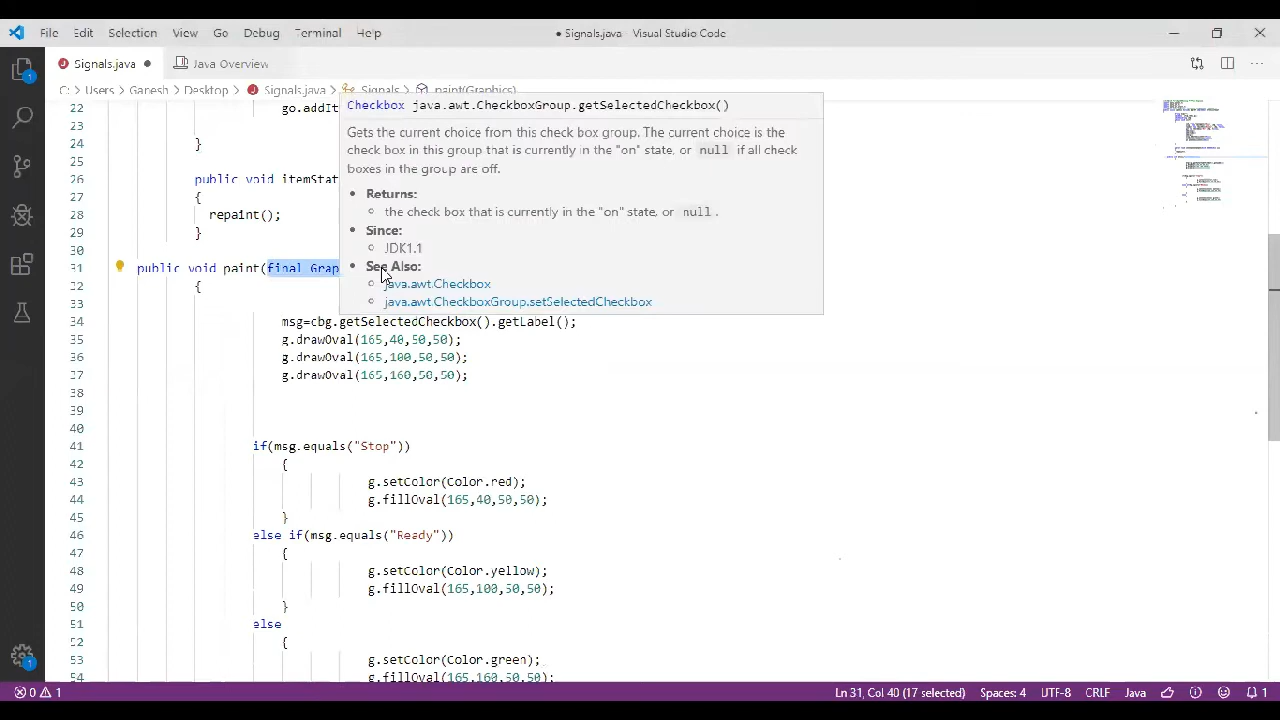 File Edit Selection View Go Debug Terminal Help
● Signals.java - Visual Studio Code
Signals.java ● Java Overview
C: > Users > Ganesh > Desktop > Signals.java > Signals > paint(Graphics)
22 go.addIt
23
24 }
25
26 public void itemStat
27 {
28 repaint();
29 }
30
31 public void paint(final Grap
32 {
34 msg=cbg.getSelectedCheckbox().getLabel();
35 g.drawOval(165,40,50,50);
36 g.drawOval(165,100,50,50);
37 g.drawOval(165,160,50,50);
38
39
40
41 if(msg.equals("Stop"))
42 {
43 g.setColor(Color.red);
44 g.fillOval(165,40,50,50);
45 }
46 else if(msg.equals("Ready"))
47 {
48 g.setColor(Color.yellow);
49 g.fillOval(165,100,50,50);
50 }
51 else
52 {
53 g.setColor(Color.green);
54 g.fillOval(165,160,50,50);
Checkbox java.awt.CheckboxGroup.getSelectedCheckbox()
Gets the current choice from this check box group. The current choice is the
check box in this group that is currently in the "on" state, or null if all check
boxes in the group are off.
Returns:
the check box that is currently in the "on" state, or null.
Since:
JDK1.1
See Also:
java.awt.Checkbox
java.awt.CheckboxGroup.setSelectedCheckbox
0 1 Ln 31, Col 40 (17 selected) Spaces: 4 UTF-8 CRLF Java 1